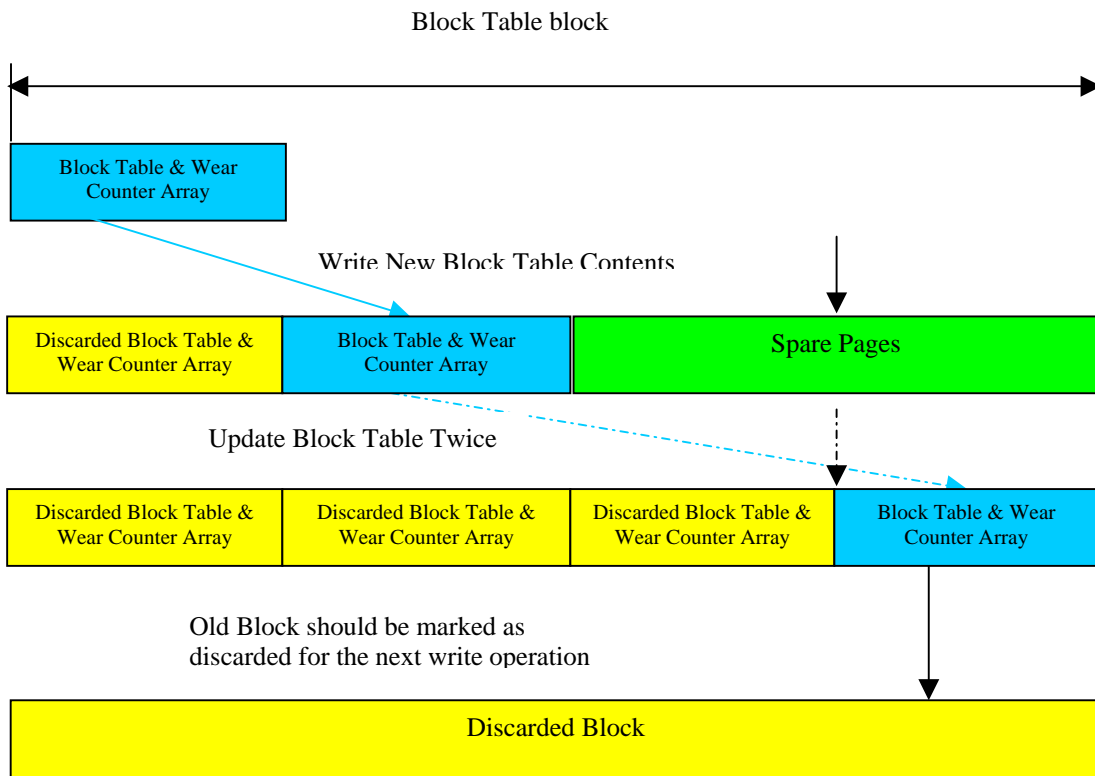 Block Table block
Block Table & Wear
Counter Array
Write New Block Table Contents
Discarded Block Table &
Wear Counter Array
Block Table & Wear
Counter Array
Spare Pages
Update Block Table Twice
Discarded Block Table &
Wear Counter Array
Discarded Block Table &
Wear Counter Array
Discarded Block Table &
Wear Counter Array
Block Table & Wear
Counter Array
Old Block should be marked as
discarded for the next write operation
Discarded Block